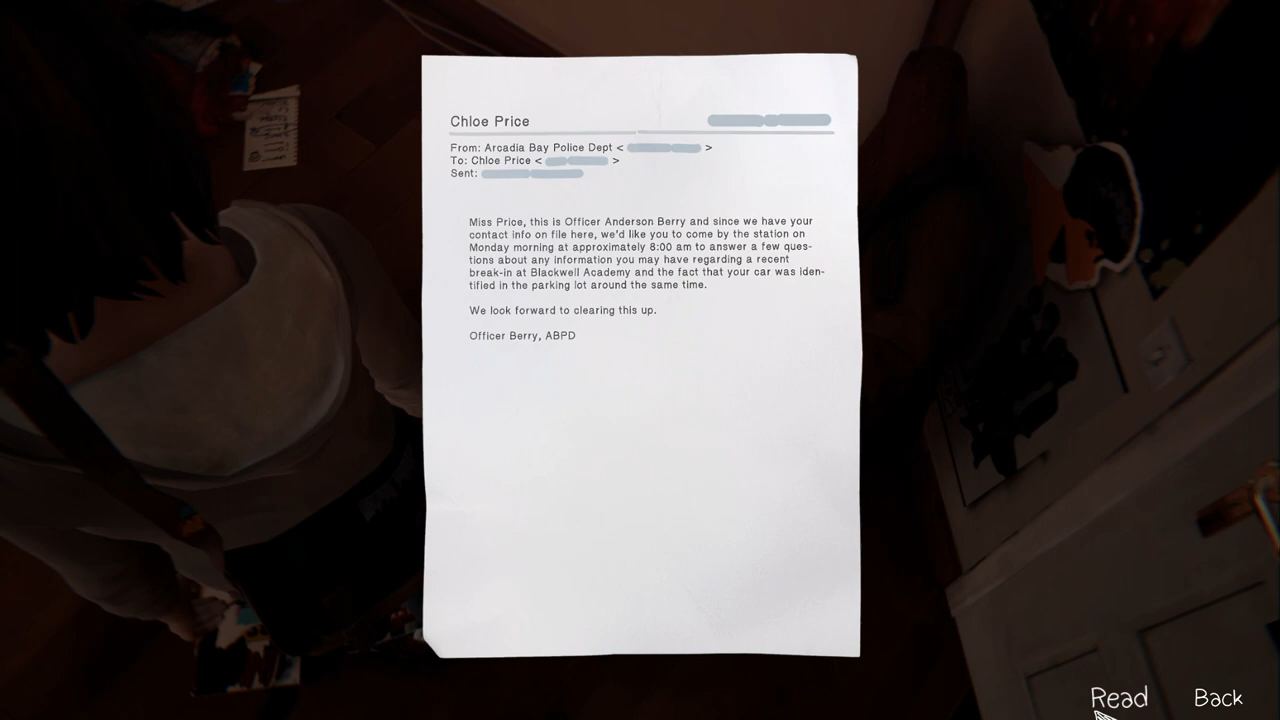 Chloe Price
From: Arcadia Bay Police Dept < >
To: Chloe Price < >
Sent:
Miss Price, this is Officer Anderson Berry and since we have your
contact info on file here, we'd like you to come by the station on
Monday morning at approximately 8:00 am to answer a few ques-
tions about any information you may have regarding a recent
break-in at Blackwell Academy and the fact that your car was iden-
tified in the parking lot around the same time.
We look forward to clearing this up.
Officer Berry, ABPD
Read Back